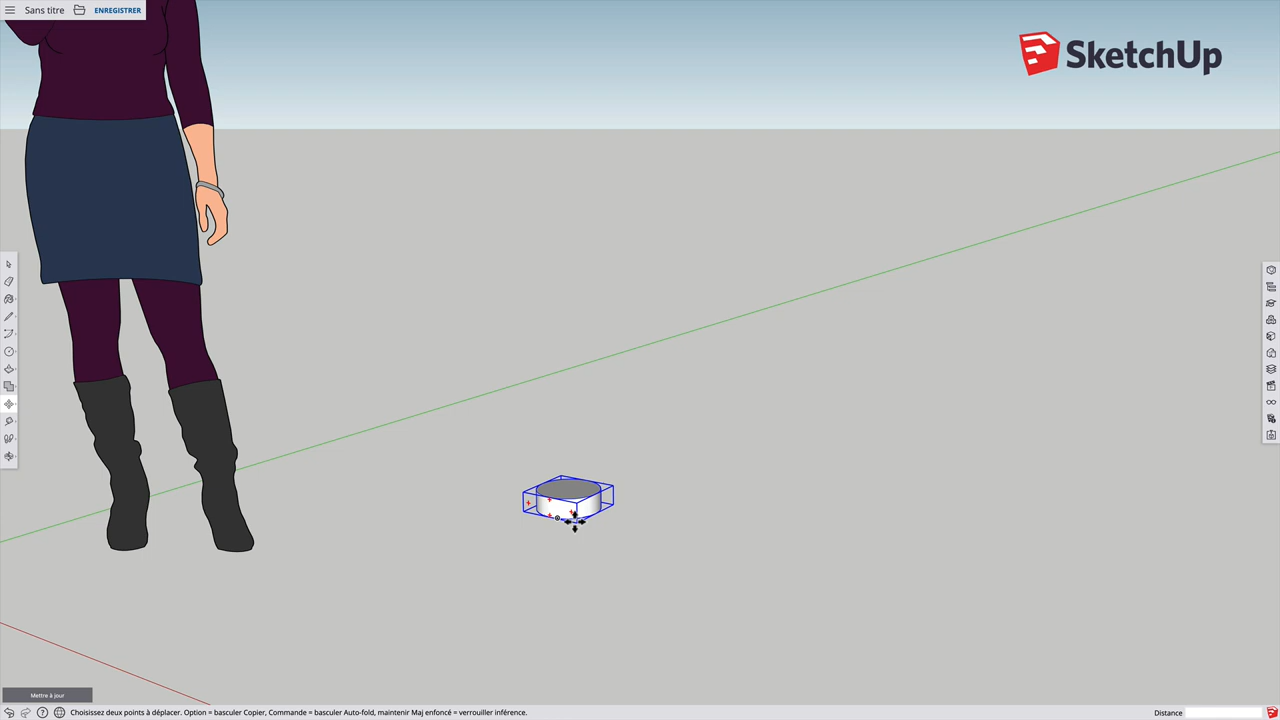 Sans titre
ENREGISTRER
SketchUp
Mettre à jour
Choisissez deux points à déplacer. Option = basculer Copier, Commande = basculer Auto-fold, maintenir Maj enfoncé = verrouiller inférence.
Distance